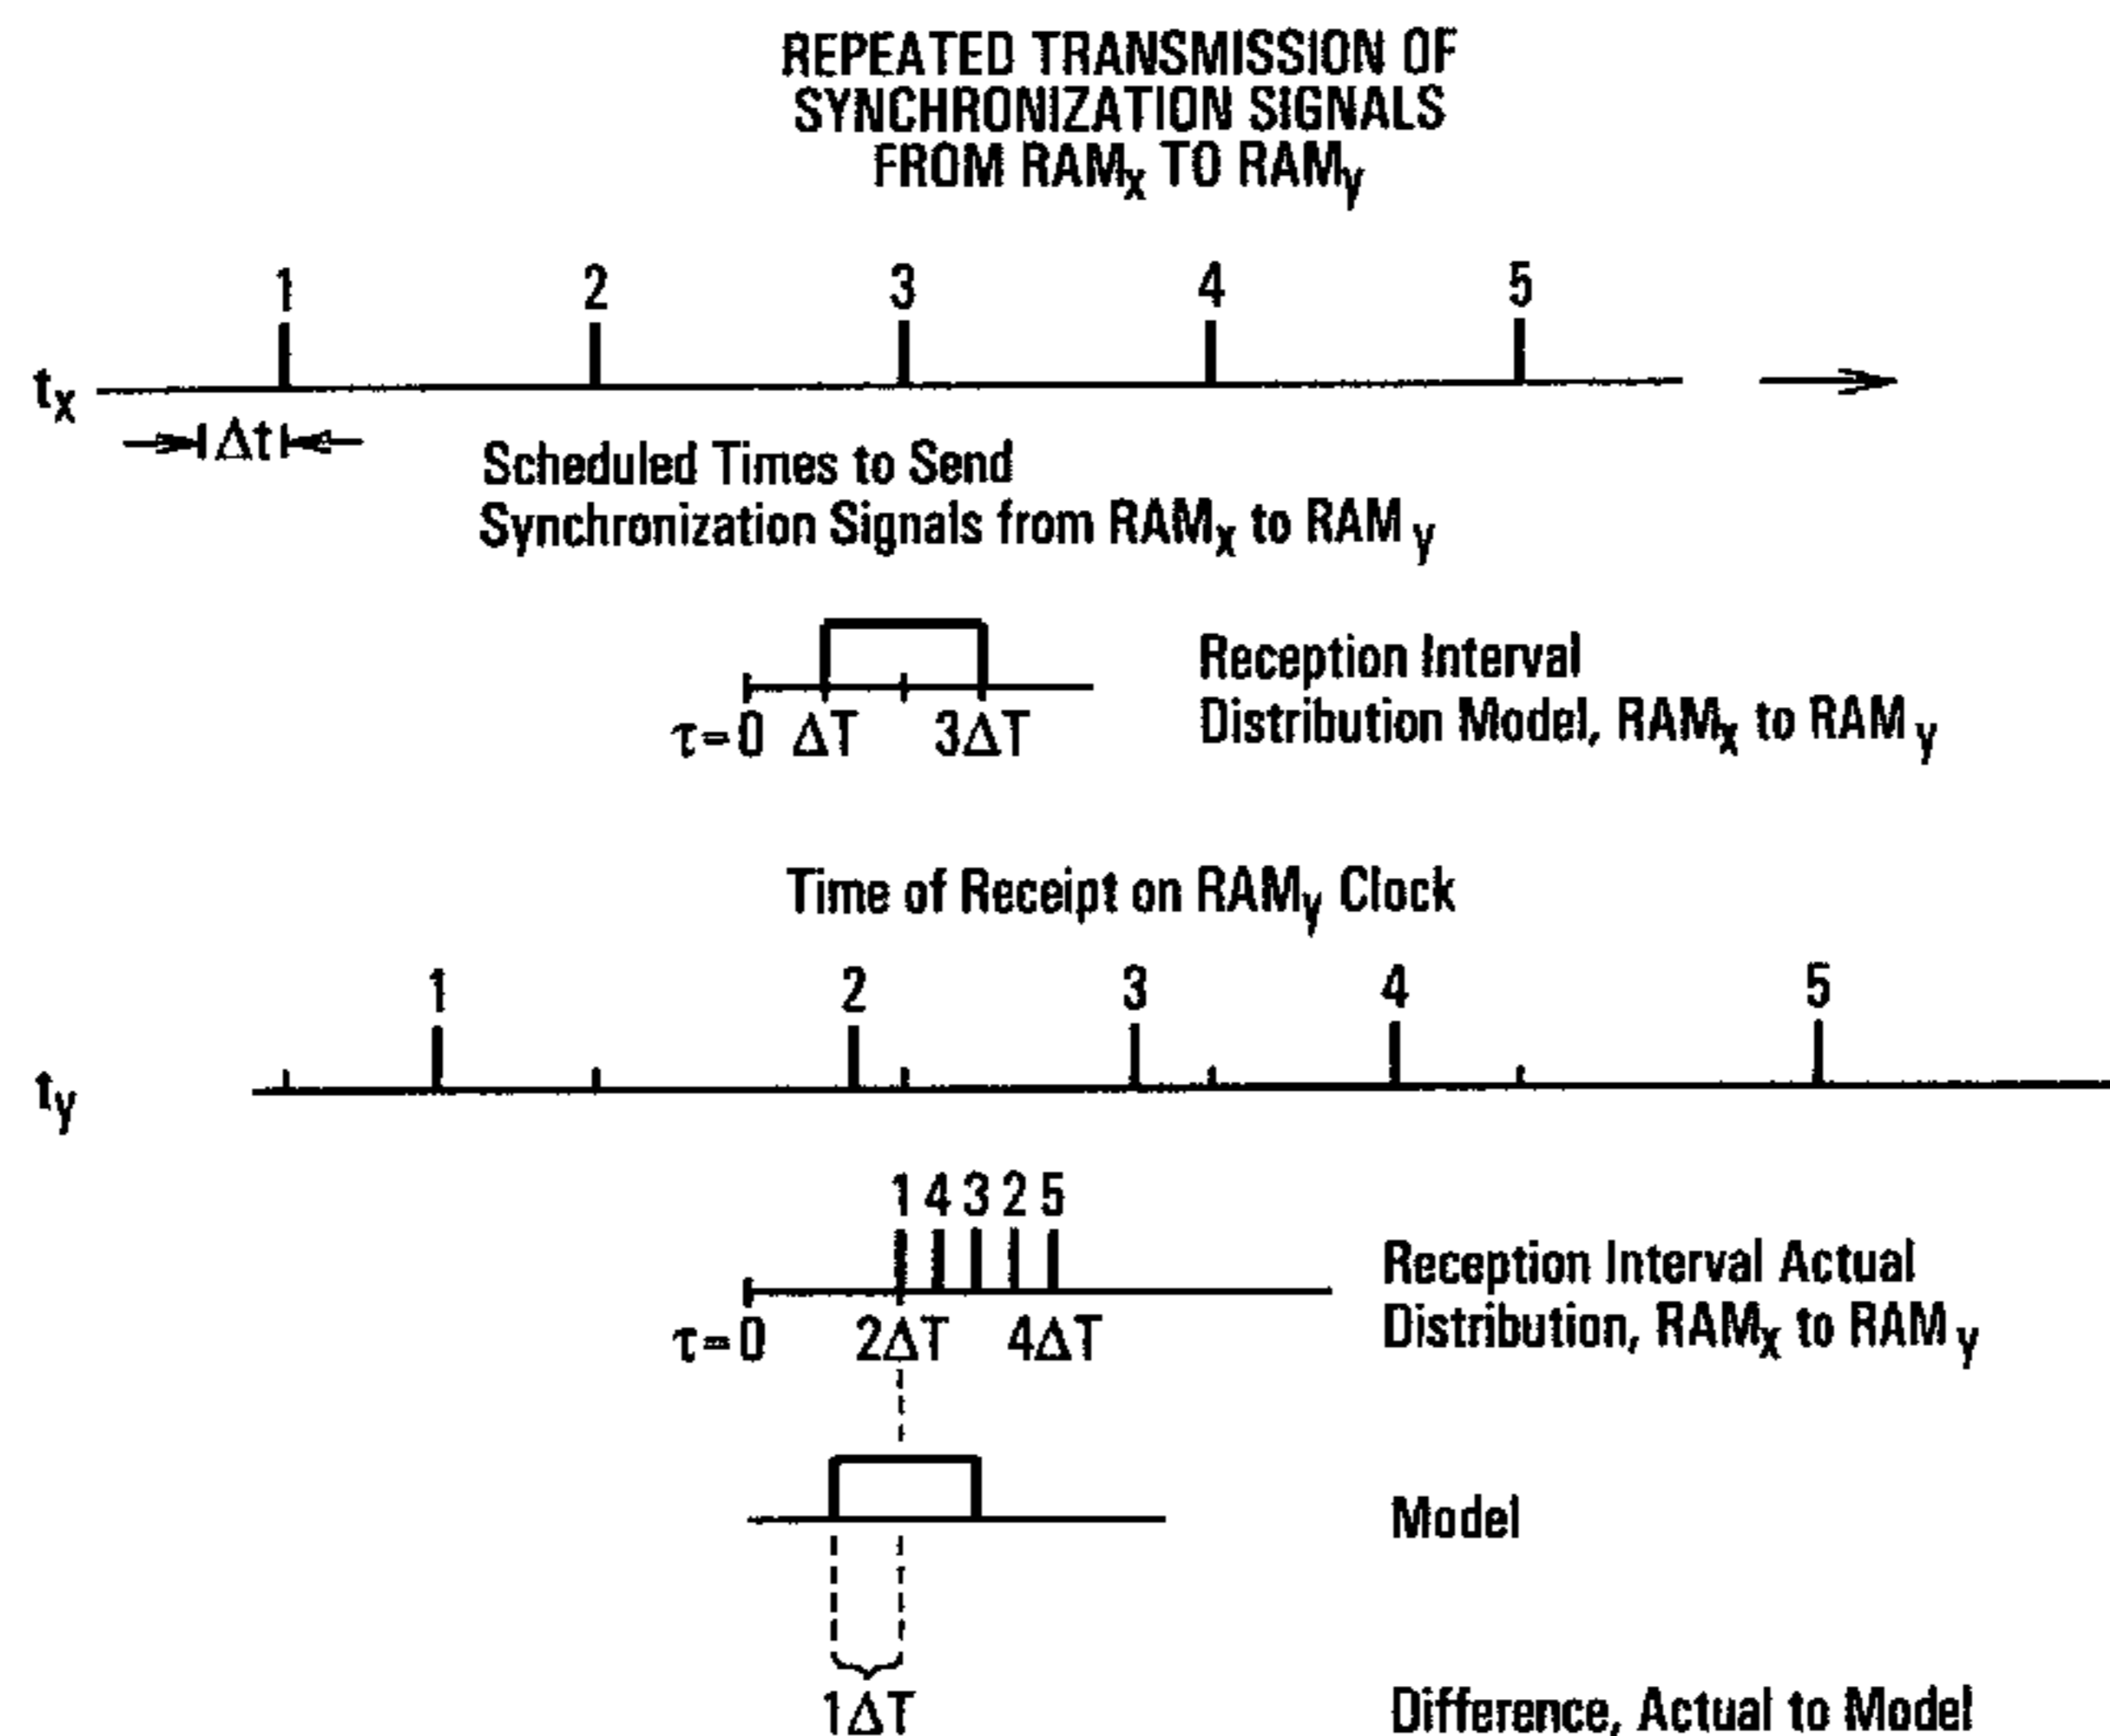 REPEATED TRANSMISSION OF
SYNCHRONIZATION SIGNALS
FROM RAMx TO RAMy
1 2 3 4 5
tx
Δt
Scheduled Times to Send
Synchronization Signals from RAMx to RAM y
Reception Interval
Distribution Model, RAMx to RAM y
τ=0 ΔT 3ΔT
Time of Receipt on RAMy Clock
1 2 3 4 5
ty
1 4 3 2 5
Reception Interval Actual
Distribution, RAMx to RAM y
τ=0 2ΔT 4ΔT
Model
1ΔT
Difference, Actual to Model